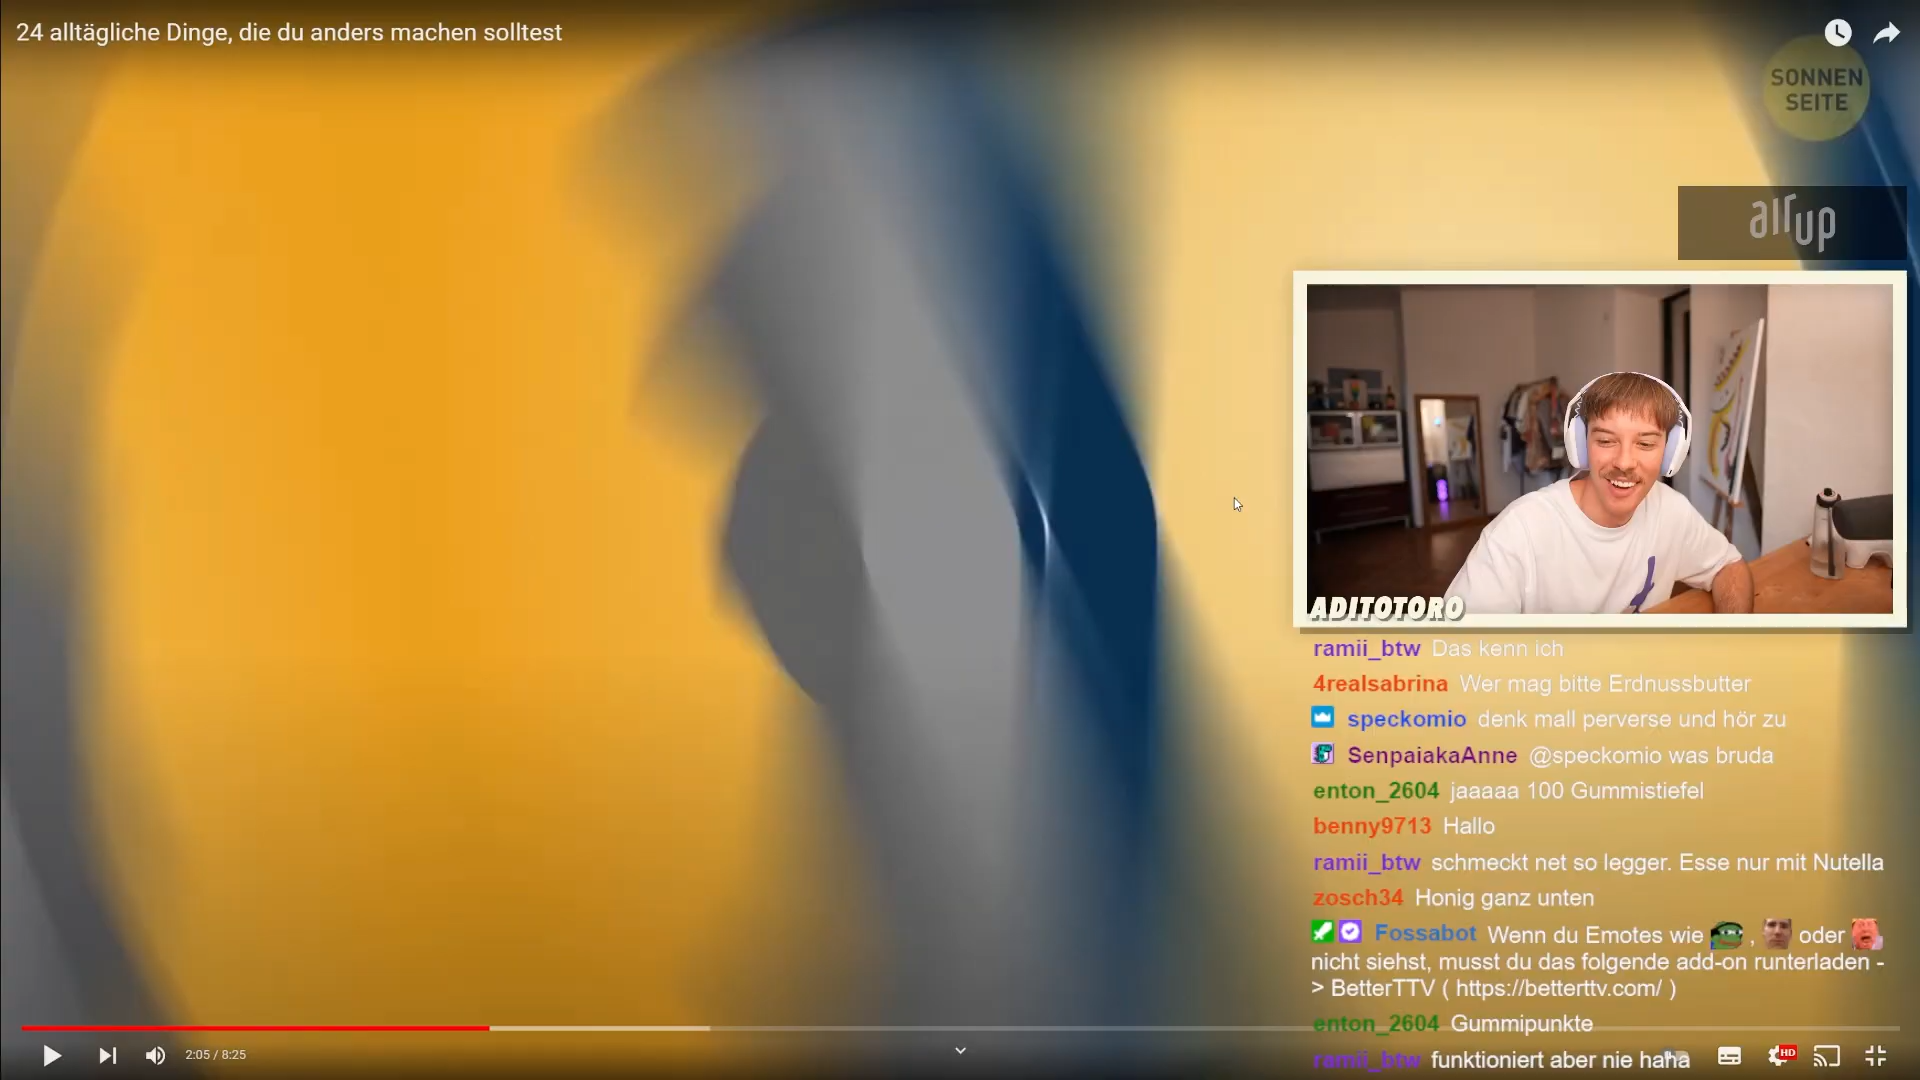 24 alltägliche Dinge, die du anders machen solltest
SONNEN
SEITE
air up
ADITOTORO
ramii_btw Das kenn ich
4realsabrina Wer mag bitte Erdnussbutter
speckomio denk mall perverse und hör zu
SenpaiakaAnne @speckomio was bruda
enton_2604 jaaaaa 100 Gummistiefel
benny9713 Hallo
ramii_btw schmeckt net so legger. Esse nur mit Nutella
zosch34 Honig ganz unten
Fossabot Wenn du Emotes wie , oder
nicht siehst, musst du das folgende add-on runterladen -
> BetterTTV ( https://betterttv.com/ )
enton_2604 Gummipunkte
ramii_btw funktioniert aber nie haha
2:05 / 8:25
HD